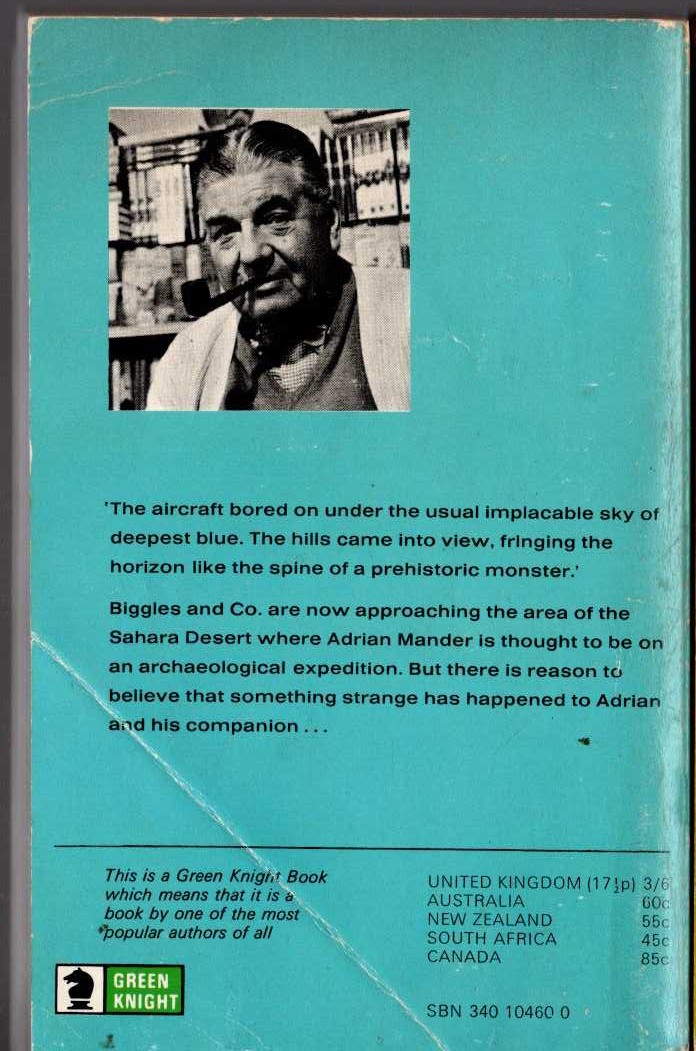 'The aircraft bored on under the usual implacable sky of
deepest blue. The hills came into view, fringing the
horizon like the spine of a prehistoric monster.'
Biggles and Co. are now approaching the area of the
Sahara Desert where Adrian Mander is thought to be on
an archaeological expedition. But there is reason to
believe that something strange has happened to Adrian
and his companion ...
This is a Green Knight Book
which means that it is a
book by one of the most
popular authors of all
GREEN
KNIGHT
UNITED KINGDOM (17½p) 3/6
AUSTRALIA 60c
NEW ZEALAND 55c
SOUTH AFRICA 45c
CANADA 85c
SBN 340 10460 0